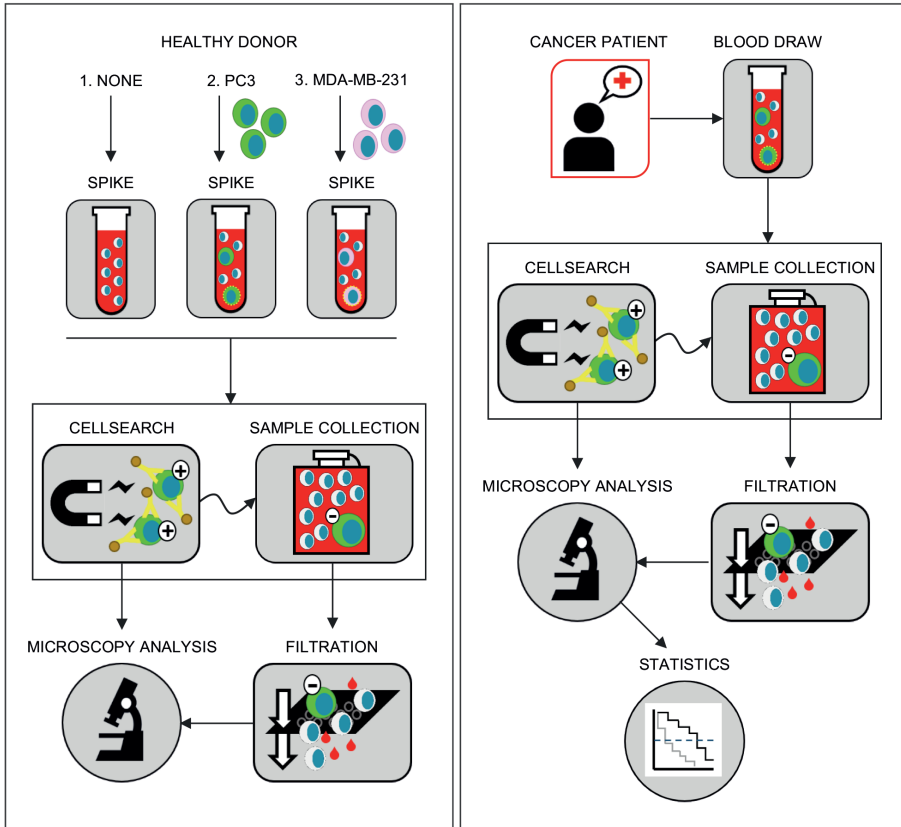 HEALTHY DONOR
1. NONE
2. PC3
3. MDA-MB-231
SPIKE
SPIKE
SPIKE
CELLSEARCH
SAMPLE COLLECTION
+
+
-
MICROSCOPY ANALYSIS
FILTRATION
-
CANCER PATIENT
BLOOD DRAW
CELLSEARCH
SAMPLE COLLECTION
+
+
-
MICROSCOPY ANALYSIS
FILTRATION
-
STATISTICS